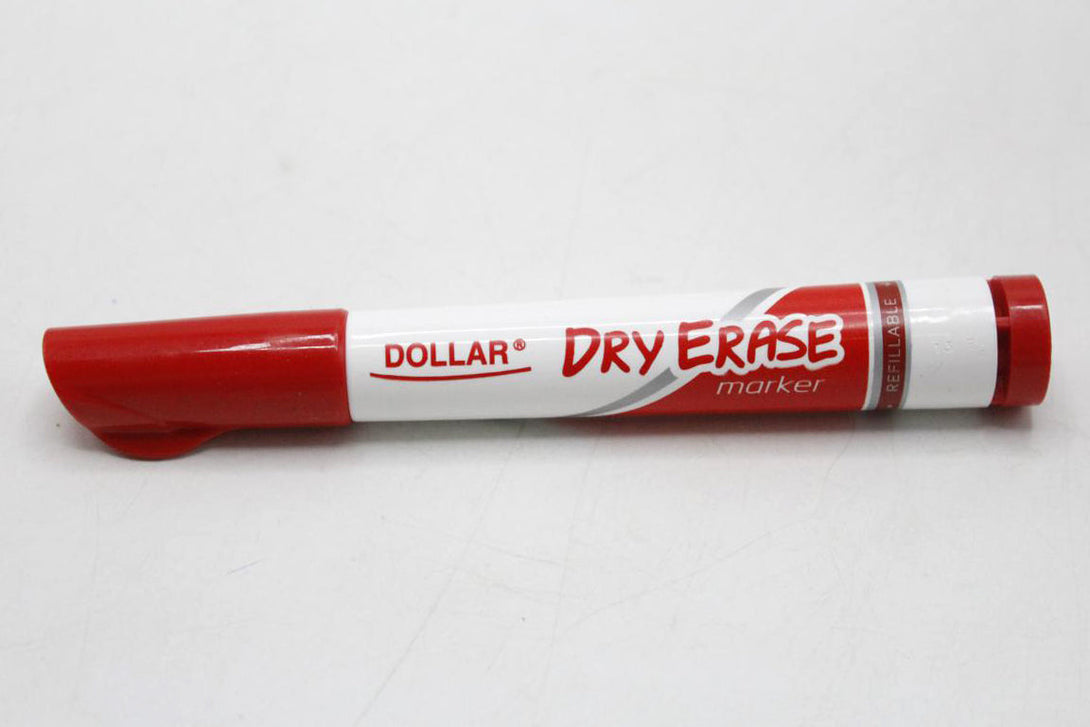 DOLLAR®
DRY ERASE
marker
REFILLABLE